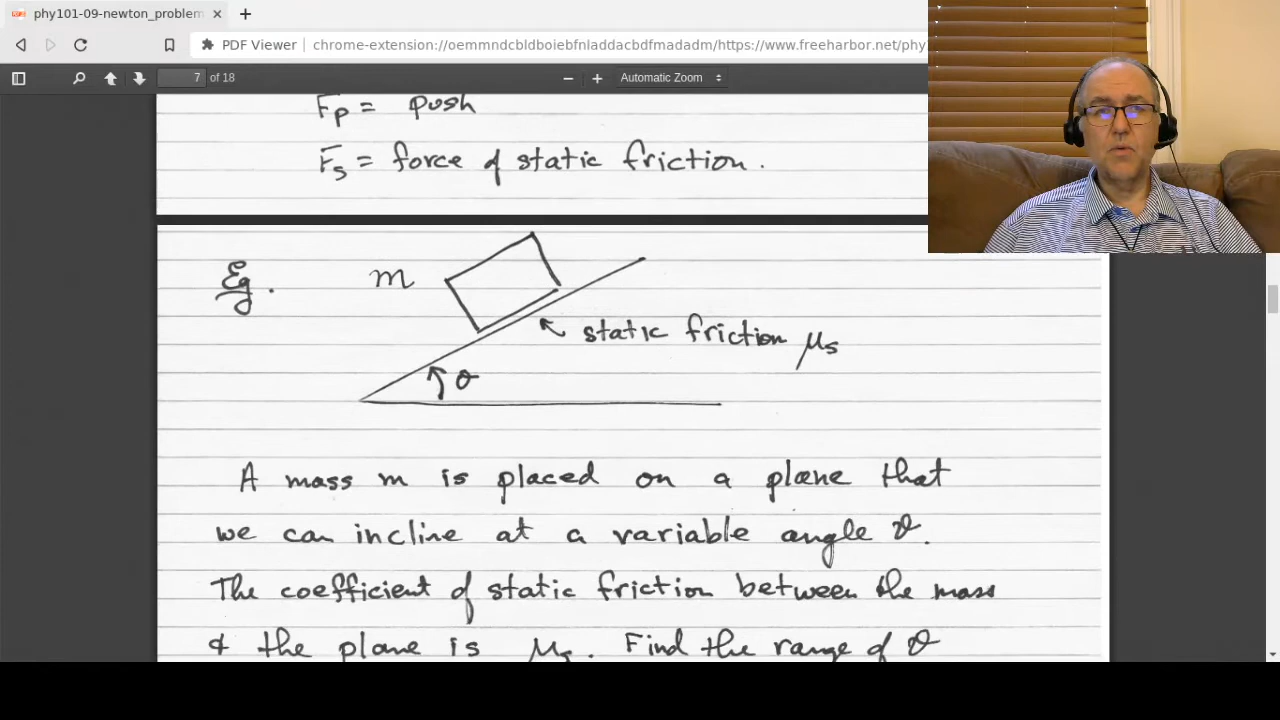 phy101-09-newton_problem
PDF Viewer chrome-extension://oemmndcbldboiebfnladdacbdfmadadm/https://www.freeharbor.net/phy
7 of 18 Automatic Zoom
Fp = push
Fs = force of static friction.
Eg. m
static friction μs
θ
A mass m is placed on a plane that
we can incline at a variable angle θ.
The coefficient of static friction between the mass
& the plane is μs. Find the range of θ